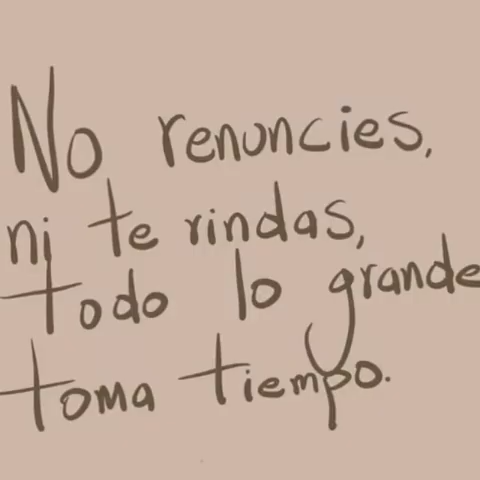 No renuncies,
ni te rindas,
todo lo grande
toma tiempo.